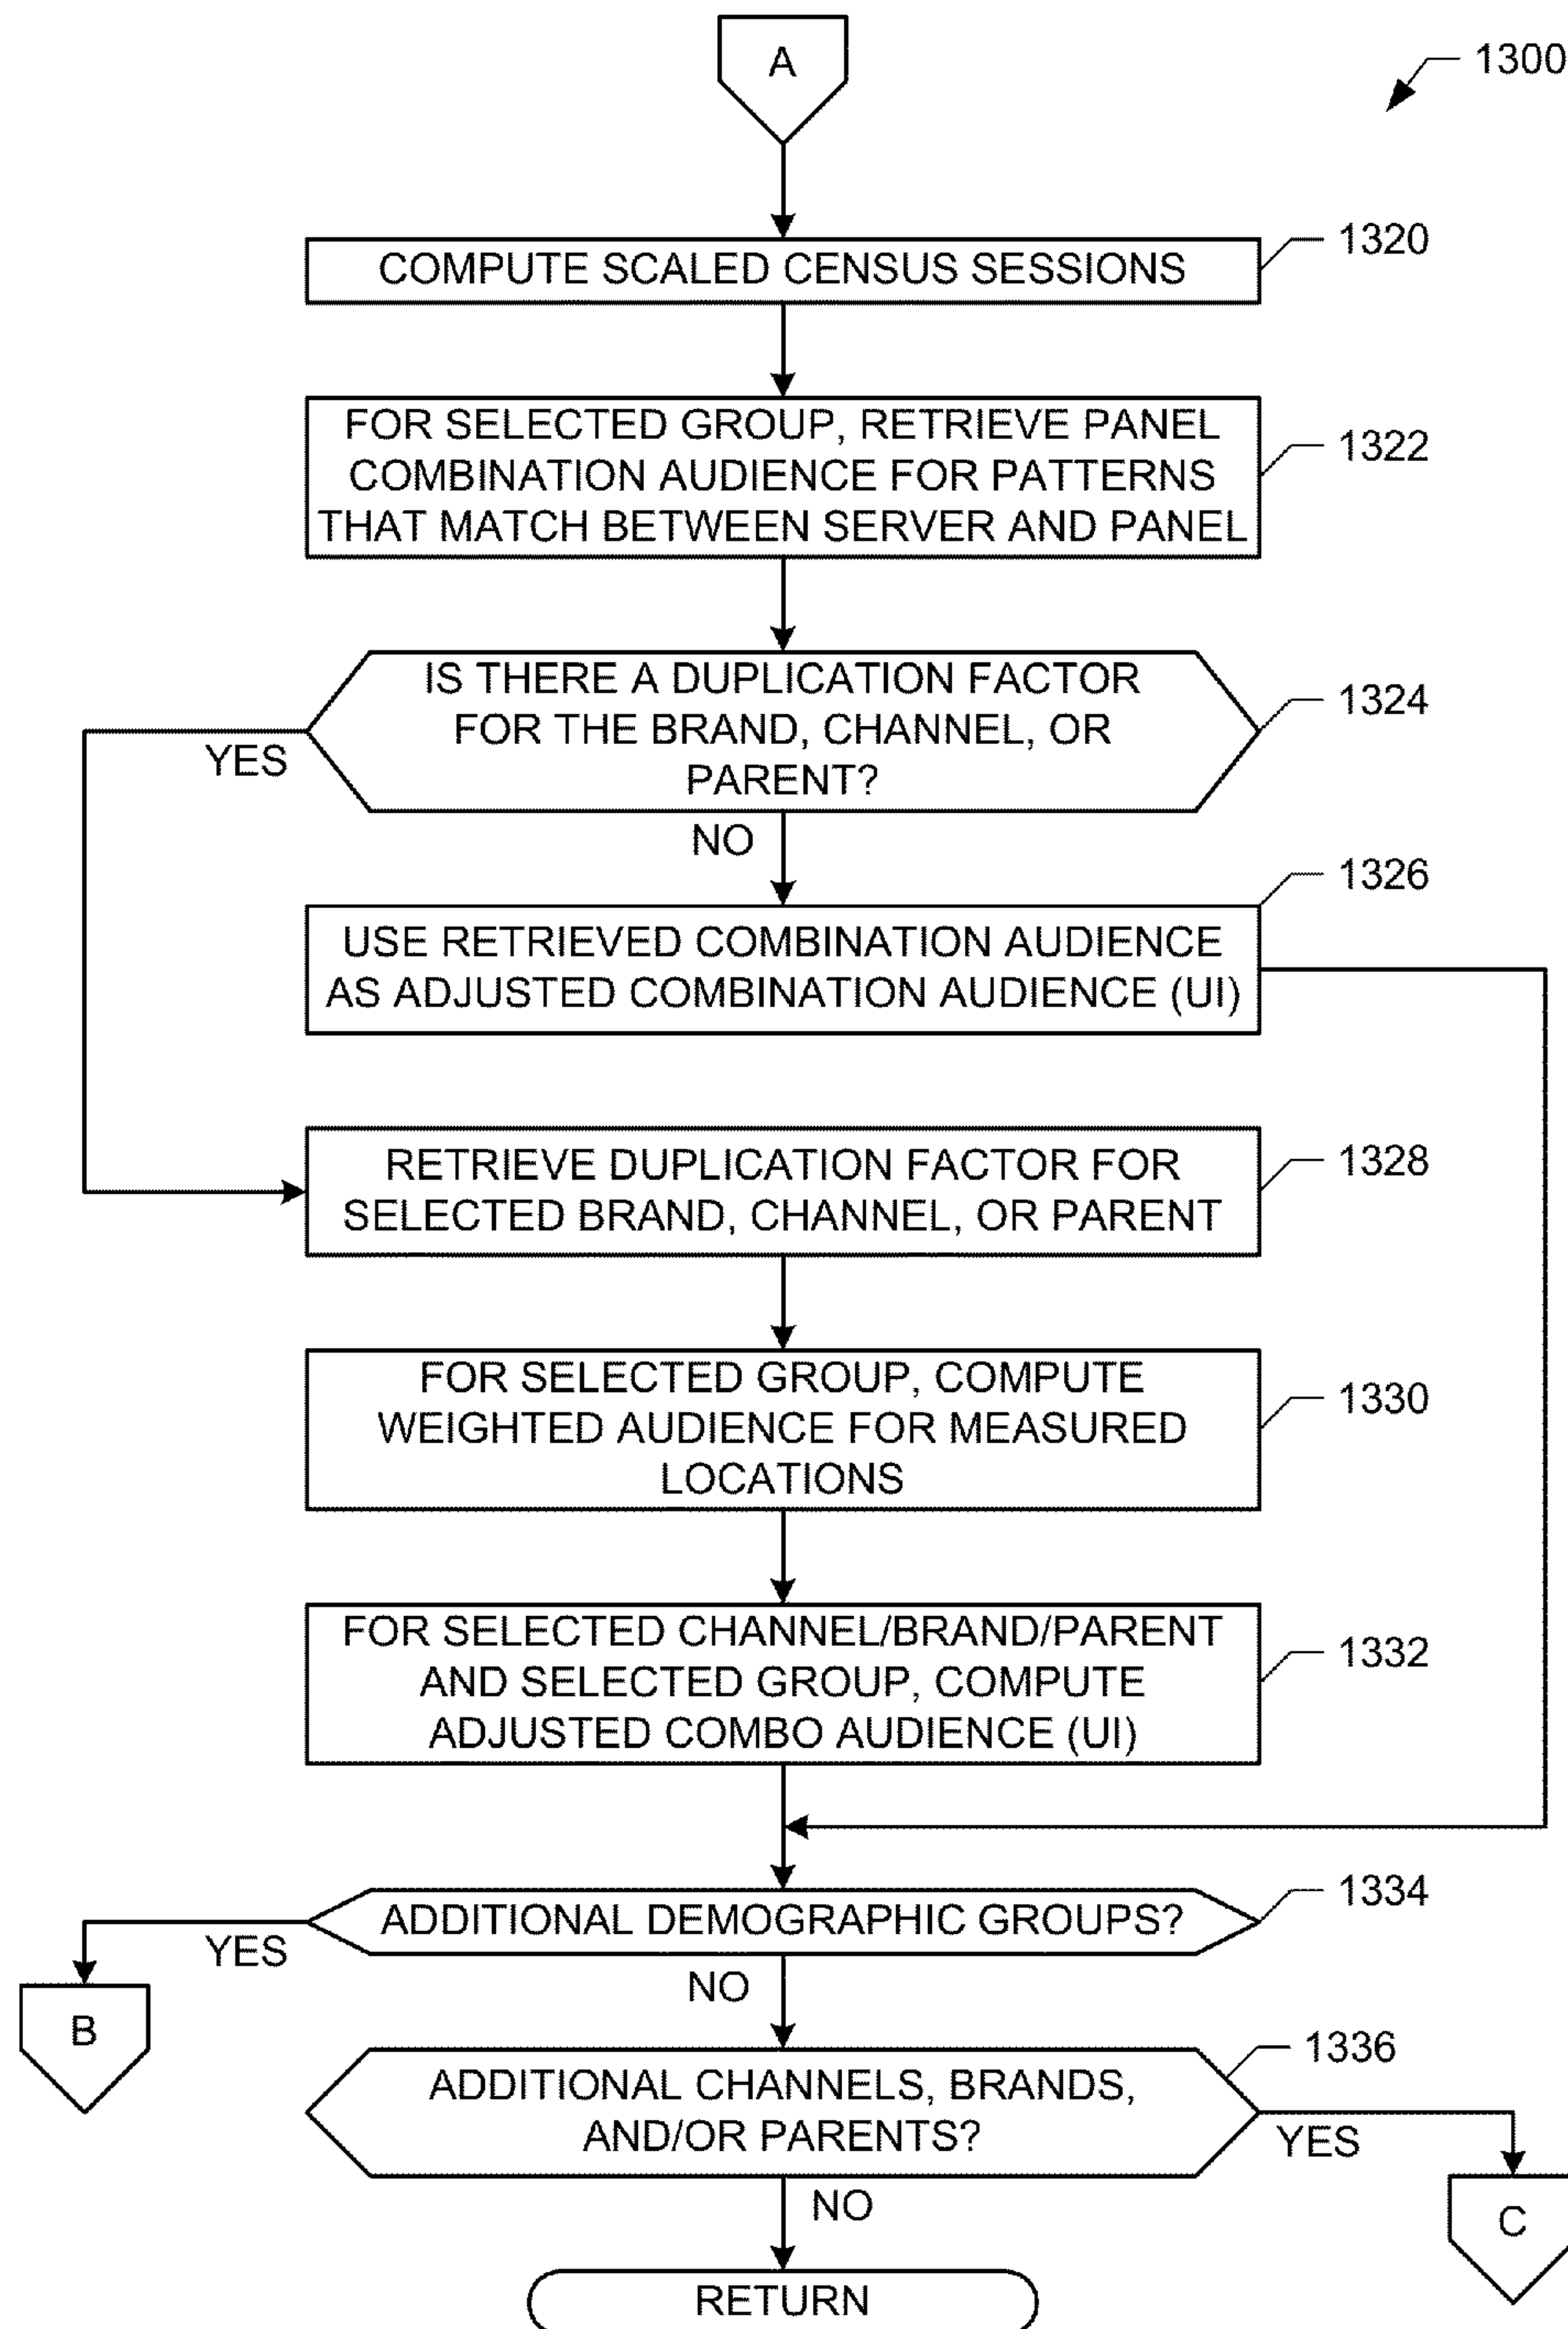 A
1300
COMPUTE SCALED CENSUS SESSIONS
1320
FOR SELECTED GROUP, RETRIEVE PANEL
COMBINATION AUDIENCE FOR PATTERNS
THAT MATCH BETWEEN SERVER AND PANEL
1322
IS THERE A DUPLICATION FACTOR
FOR THE BRAND, CHANNEL, OR
PARENT?
1324
YES
NO
1326
USE RETRIEVED COMBINATION AUDIENCE
AS ADJUSTED COMBINATION AUDIENCE (UI)
RETRIEVE DUPLICATION FACTOR FOR
SELECTED BRAND, CHANNEL, OR PARENT
1328
FOR SELECTED GROUP, COMPUTE
WEIGHTED AUDIENCE FOR MEASURED
LOCATIONS
1330
FOR SELECTED CHANNEL/BRAND/PARENT
AND SELECTED GROUP, COMPUTE
ADJUSTED COMBO AUDIENCE (UI)
1332
ADDITIONAL DEMOGRAPHIC GROUPS?
1334
YES
NO
B
1336
ADDITIONAL CHANNELS, BRANDS,
AND/OR PARENTS?
YES
NO
C
RETURN